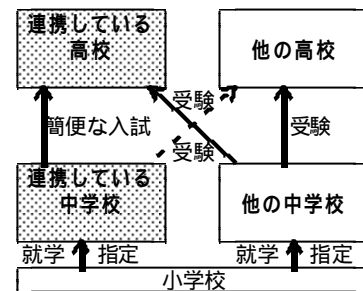 連携している
高校
他の高校
受験
簡便な入試
受験
受験
連携している
中学校
他の中学校
就学 指定
就学 指定
小学校